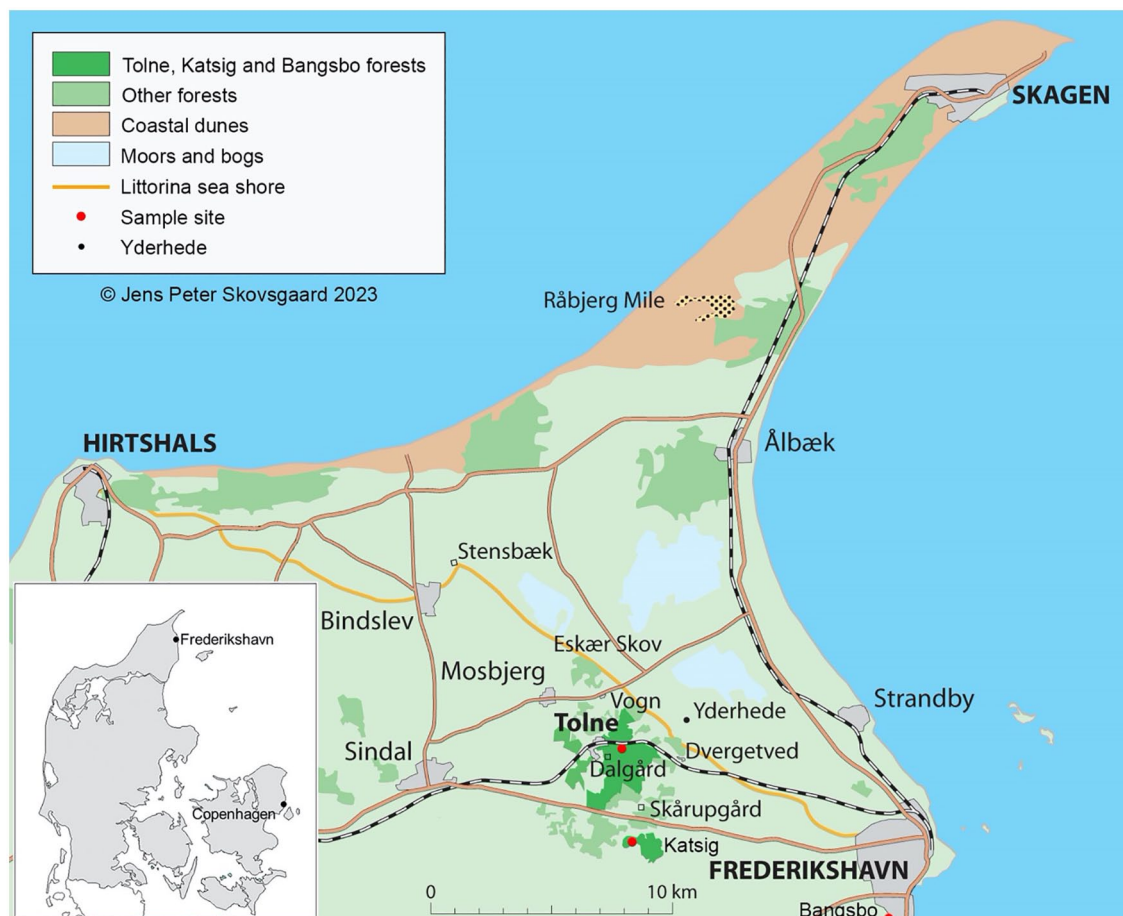 Tolne, Katsig and Bangsbo forests
Other forests
Coastal dunes
Moors and bogs
Littorina sea shore
Sample site
Yderhede
© Jens Peter Skovsgaard 2023
SKAGEN
Råbjerg Mile
HIRTSHALS
Ålbæk
Stensbæk
Bindslev
Eskær Skov
Mosbjerg
Vogn
Strandby
Yderhede
Tolne
Sindal
Dvergetved
Dalgård
Skårupgård
Katsig
FREDERIKSHAVN
Bangsbo
0 10 km
Frederikshavn
Copenhagen